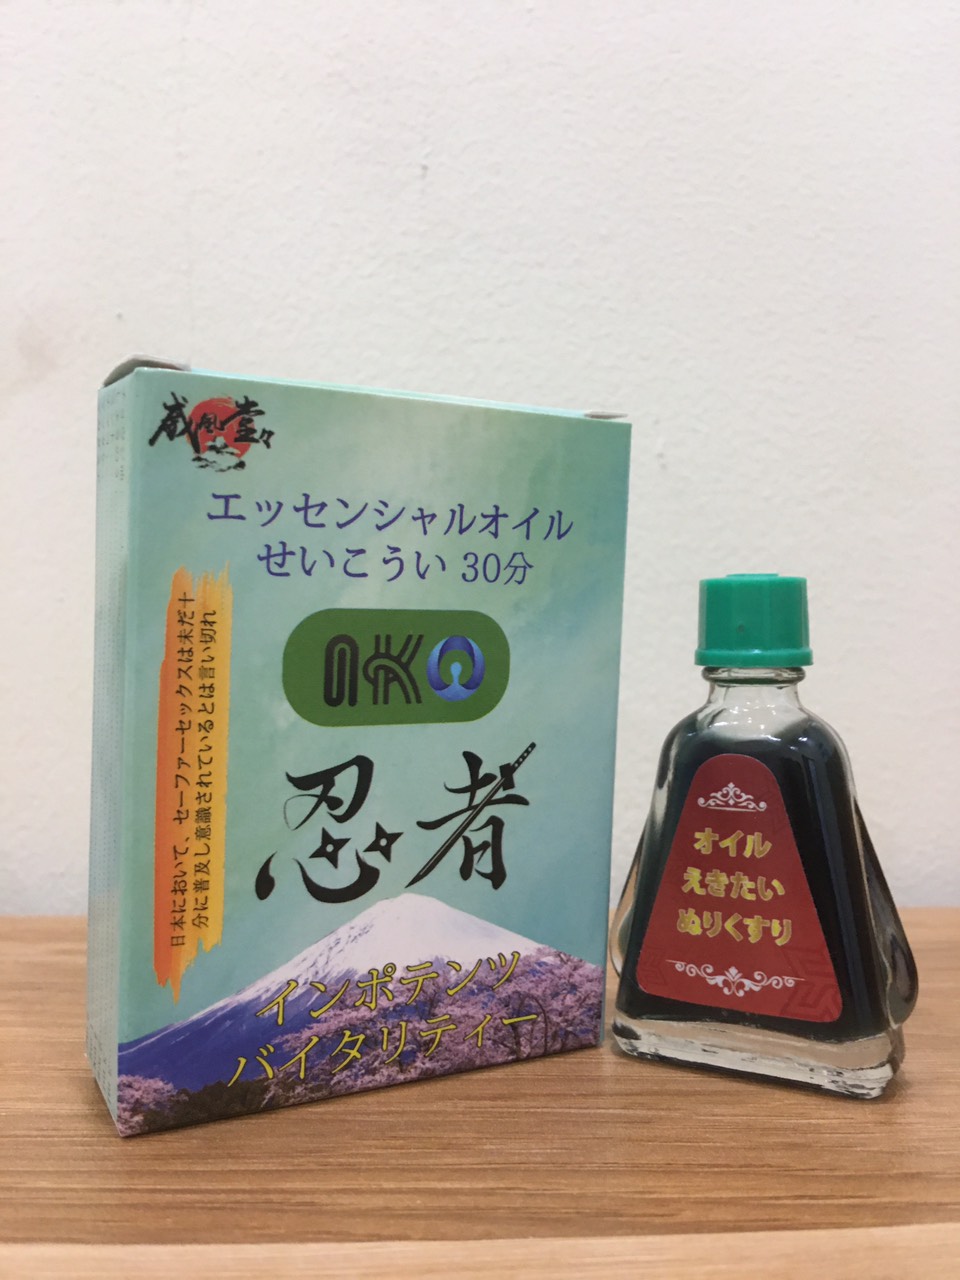 威風堂々
エッセンシャルオイル
せいこうい 30分
日本において、セーファーセックスは未だ十
分に普及し意識されているとは言い切れ
忍者
インポテンツ
バイタリティー
オイル
えきたい
ぬりくすり